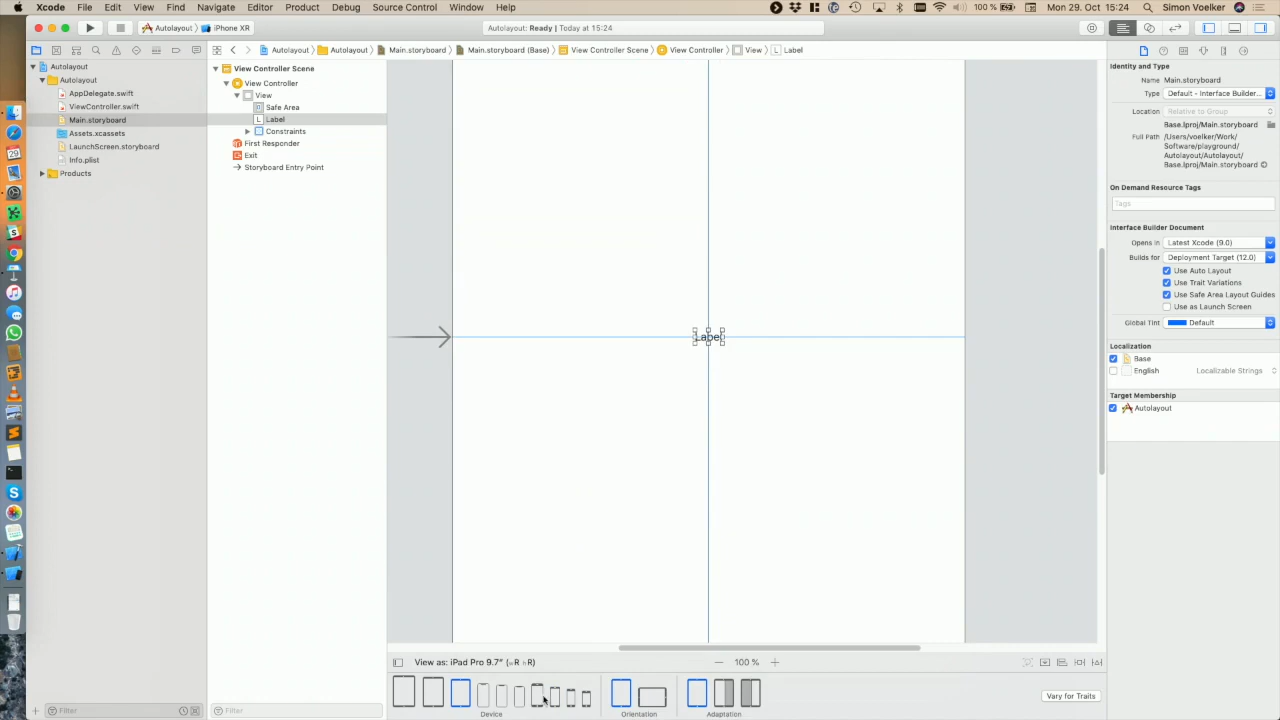 Xcode File Edit View Find Navigate Editor Product Debug Source Control Window Help 100 % Mon 29. Oct. 15:24 Simon Voelker
Autolayout iPhone XR Autolayout: Ready | Today at 15:24
Autolayout Autolayout Main.storyboard Main.storyboard (Base) View Controller Scene View Controller View Label
Autolayout
Autolayout
AppDelegate.swift
ViewController.swift
Main.storyboard
Assets.xcassets
LaunchScreen.storyboard
Info.plist
Products
Filter
View Controller Scene
View Controller
View
Safe Area
L Label
Constraints
First Responder
Exit
Storyboard Entry Point
Filter
Label
View as: iPad Pro 9.7" (wR hR) 100 %
Device Orientation Adaptation
Vary for Traits
Identity and Type
Name Main.storyboard
Type Default - Interface Builder...
Location Relative to Group
Base.lproj/Main.storyboard
Full Path /Users/voelker/Work/
Software/playground/
Autolayout/Autolayout/
Base.lproj/Main.storyboard
On Demand Resource Tags
Tags
Interface Builder Document
Opens in Latest Xcode (9.0)
Builds for Deployment Target (12.0)
Use Auto Layout
Use Trait Variations
Use Safe Area Layout Guides
Use as Launch Screen
Global Tint Default
Localization
Base
English Localizable Strings
Target Membership
Autolayout